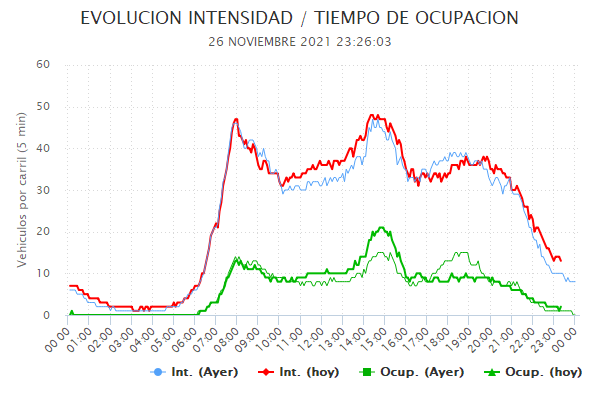 EVOLUCION INTENSIDAD / TIEMPO DE OCUPACION
26 NOVIEMBRE 2021 23:26:03
Vehiculos por carril (5 min)
60
50
40
30
20
10
0
00:00 01:00 02:00 03:00 04:00 05:00 06:00 07:00 08:00 09:00 10:00 11:00 12:00 13:00 14:00 15:00 16:00 17:00 18:00 19:00 20:00 21:00 22:00 23:00 00:00
Int. (Ayer) Int. (hoy) Ocup. (Ayer) Ocup. (hoy)